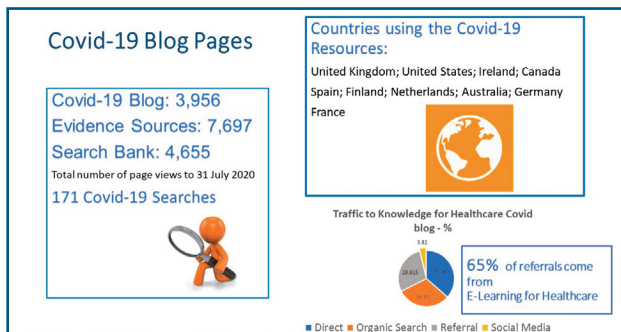 Covid-19 Blog Pages
Covid-19 Blog: 3,956
Evidence Sources: 7,697
Search Bank: 4,655
Total number of page views to 31 July 2020
171 Covid-19 Searches
Countries using the Covid-19
Resources:
United Kingdom; United States; Ireland; Canada
Spain; Finland; Netherlands; Australia; Germany
France
Traffic to Knowledge for Healthcare Covid
blog - %
3.82
28.615
65% of referrals come
from
E-Learning for Healthcare
Direct Organic Search Referral Social Media